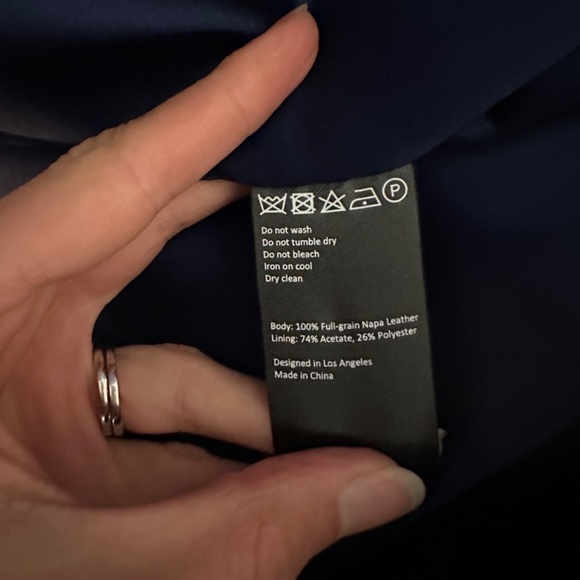 P
Do not wash
Do not tumble dry
Do not bleach
Iron on cool
Dry clean
Body: 100% Full-grain Napa Leather
Lining: 74% Acetate, 26% Polyester
Designed in Los Angeles
Made in China